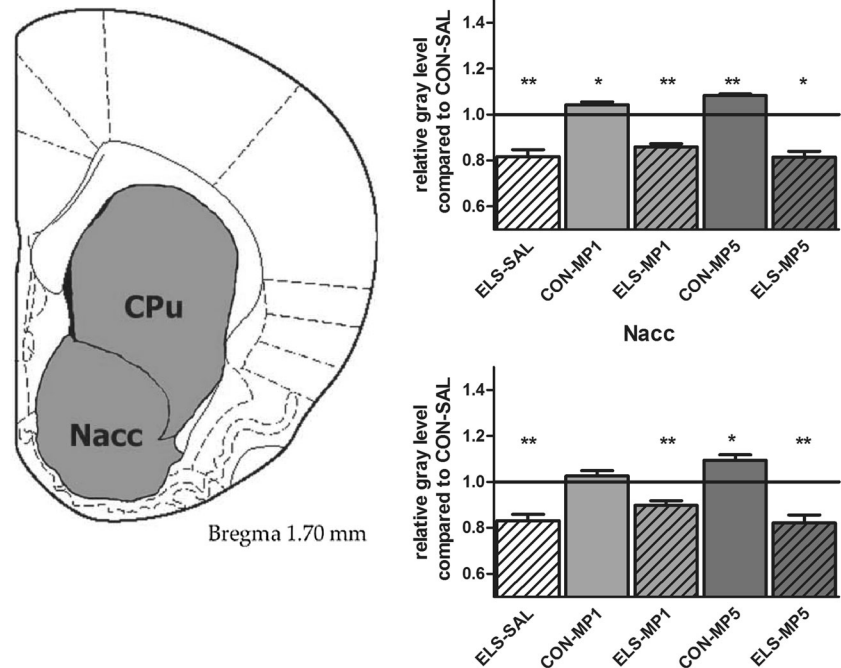 CPu
Nacc
Bregma 1.70 mm
relative gray level
compared to CON-SAL
1.4
1.2
1.0
0.8
0.6
** * ** ** *
ELS-SAL
CON-MP1
ELS-MP1
CON-MP5
ELS-MP5
Nacc
relative gray level
compared to CON-SAL
1.4
1.2
1.0
0.8
0.6
** ** * **
ELS-SAL
CON-MP1
ELS-MP1
CON-MP5
ELS-MP5